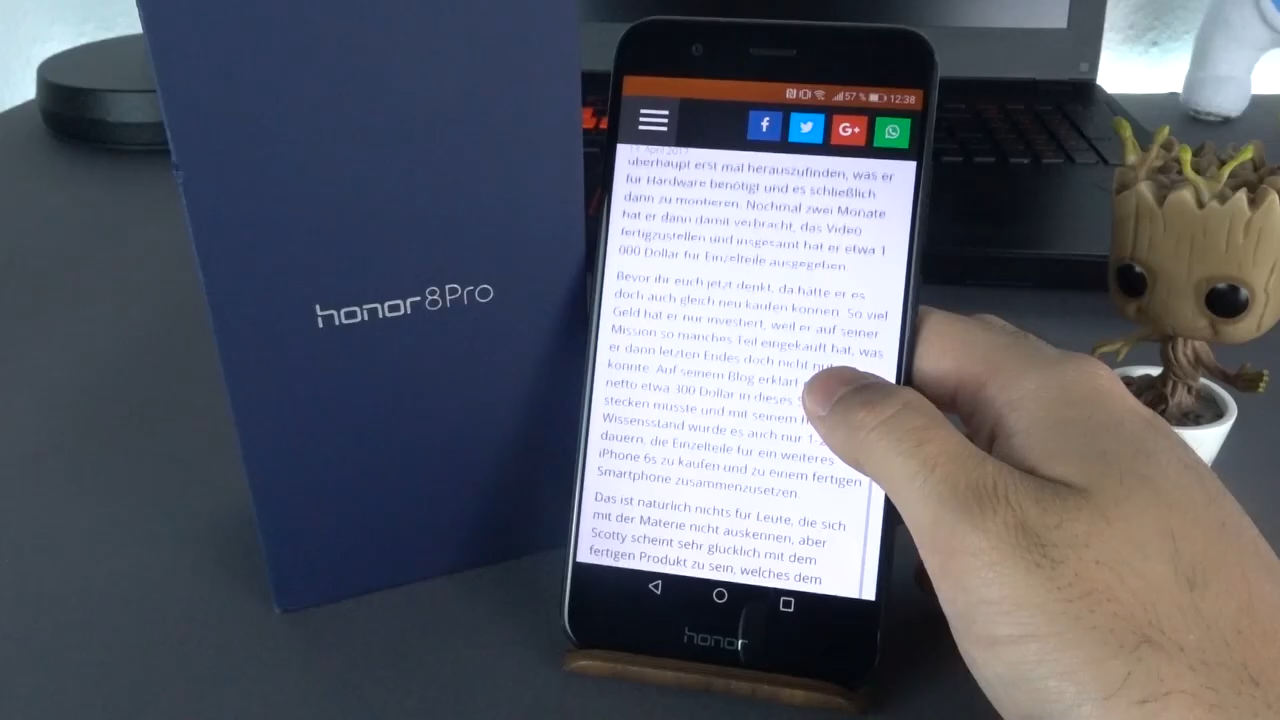 honor 8 Pro
57 % 12:38
f
G+
13. April 2017
überhaupt erst mal herauszufinden, was er
für Hardware benötigt und es schließlich
dann zu montieren. Nochmal zwei Monate
hat er dann damit verbracht, das Video
fertigzustellen und insgesamt hat er etwa 1
000 Dollar für Einzelteile ausgegeben.
Bevor ihr euch jetzt denkt, da hätte er es
doch auch gleich neu kaufen können. So viel
Geld hat er nur investiert, weil er auf seiner
Mission so manches Teil eingekauft hat, was
er dann letzten Endes doch nicht
konnte. Auf seinem Blog erklärt
netto etwa 300 Dollar in dieses
stecken musste und mit seinem
Wissensstand würde es auch nur 1-2
dauern, die Einzelteile für ein weiteres
iPhone 6s zu kaufen und zu einem fertigen
Smartphone zusammenzusetzen.
Das ist natürlich nichts für Leute, die sich
mit der Materie nicht auskennen, aber
Scotty scheint sehr glücklich mit dem
fertigen Produkt zu sein, welches dem
honor